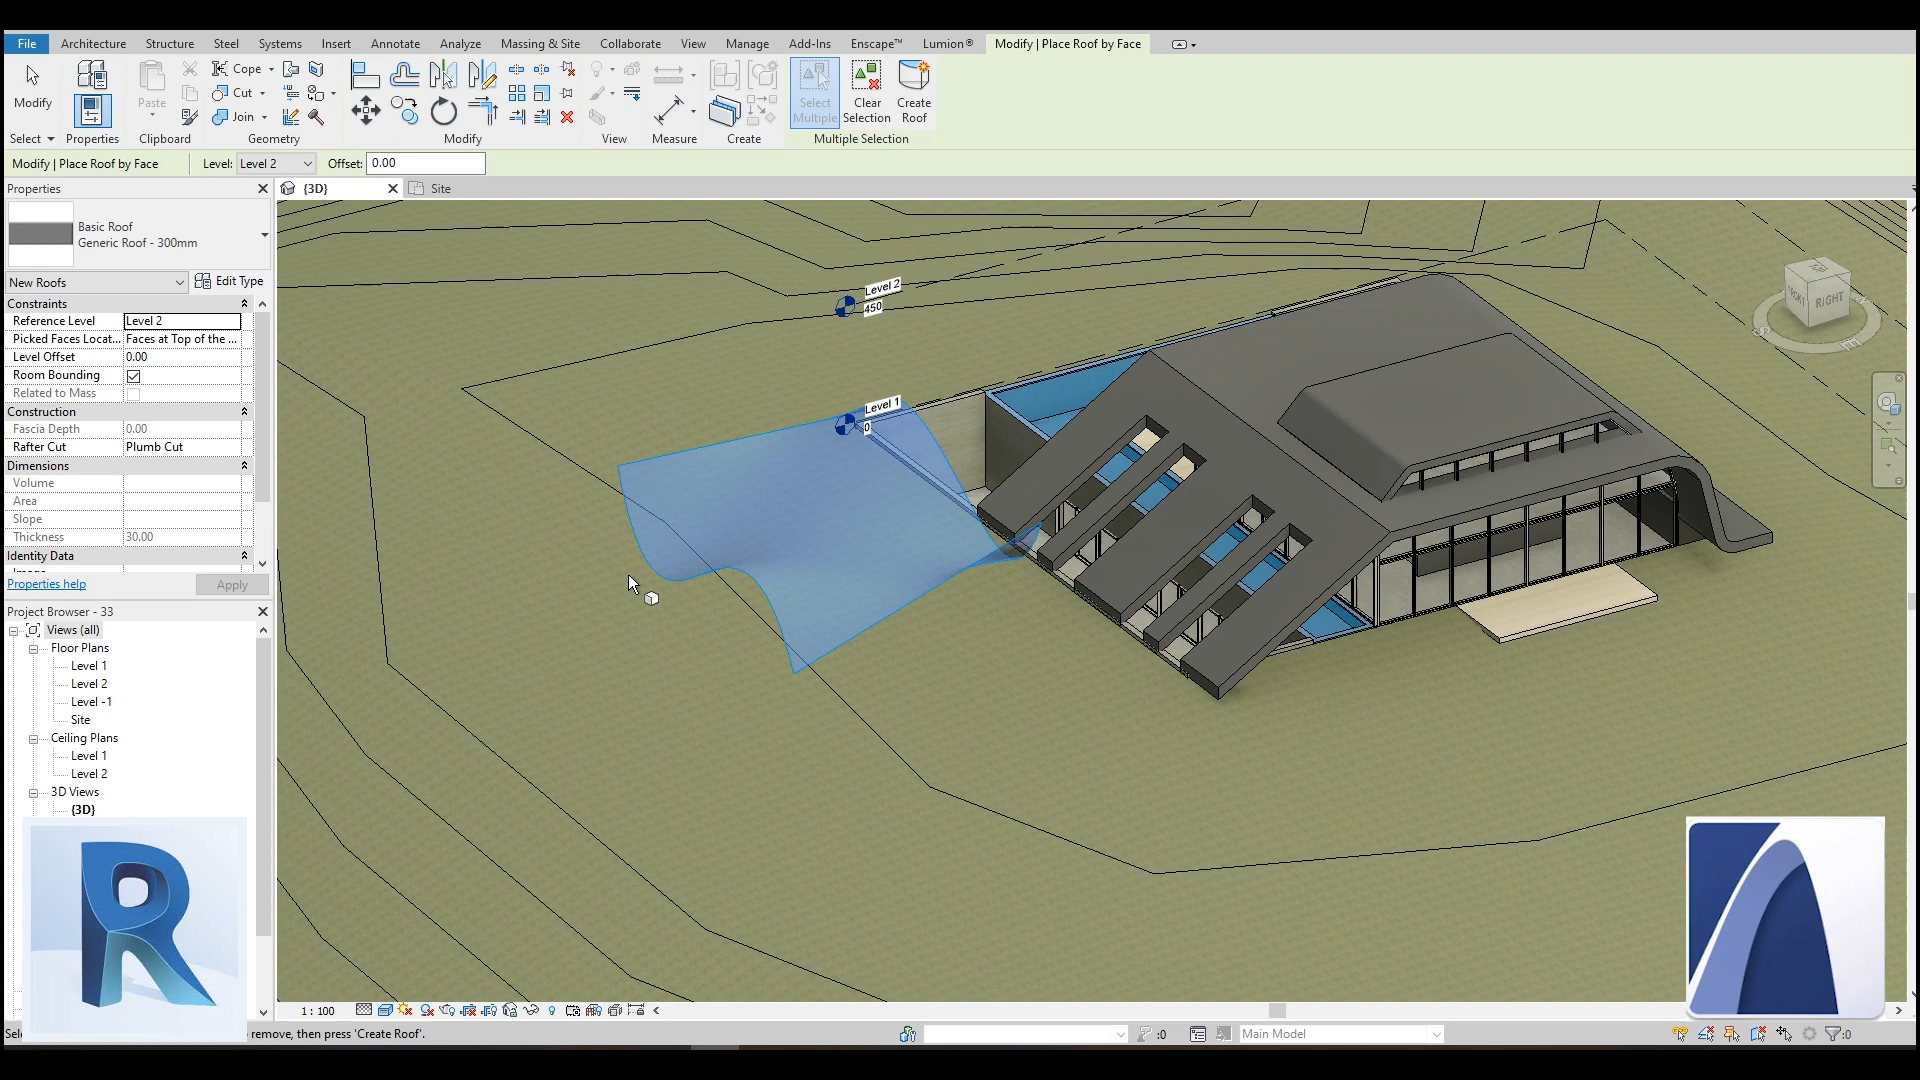 File Architecture Structure Steel Systems Insert Annotate Analyze Massing & Site Collaborate View Manage Add-Ins Enscape™ Lumion® Modify | Place Roof by Face
Modify
Paste
Cope
Cut
Join
Select Multiple
Clear Selection
Create Roof
Select Properties Clipboard Geometry Modify View Measure Create Multiple Selection
Modify | Place Roof by Face Level: Level 2 Offset: 0.00
Properties
{3D} Site
Basic Roof
Generic Roof - 300mm
New Roofs Edit Type
Constraints
Reference Level Level 2
Picked Faces Locat... Faces at Top of the ...
Level Offset 0.00
Room Bounding
Related to Mass
Construction
Fascia Depth 0.00
Rafter Cut Plumb Cut
Dimensions
Volume
Area
Slope
Thickness 30.00
Identity Data
Properties help Apply
Project Browser - 33
Views (all)
Floor Plans
Level 1
Level 2
Level -1
Site
Ceiling Plans
Level 1
Level 2
3D Views
{3D}
Level 2
450
Level 1
0
RIGHT
R
1 : 100
remove, then press 'Create Roof'.
:0
Main Model
:0